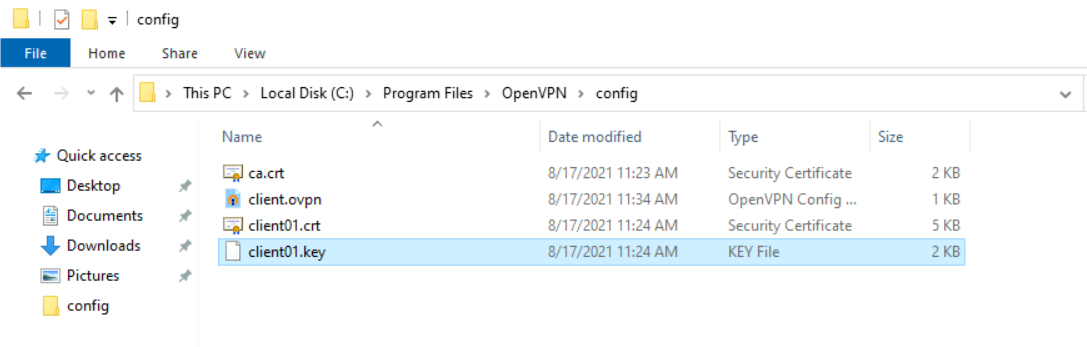 config
File Home Share View
This PC Local Disk (C:) Program Files OpenVPN config
Name Date modified Type Size
Quick access
Desktop
Documents
Downloads
Pictures
config
ca.crt 8/17/2021 11:23 AM Security Certificate 2 KB
client.ovpn 8/17/2021 11:34 AM OpenVPN Config ... 1 KB
client01.crt 8/17/2021 11:24 AM Security Certificate 5 KB
client01.key 8/17/2021 11:24 AM KEY File 2 KB